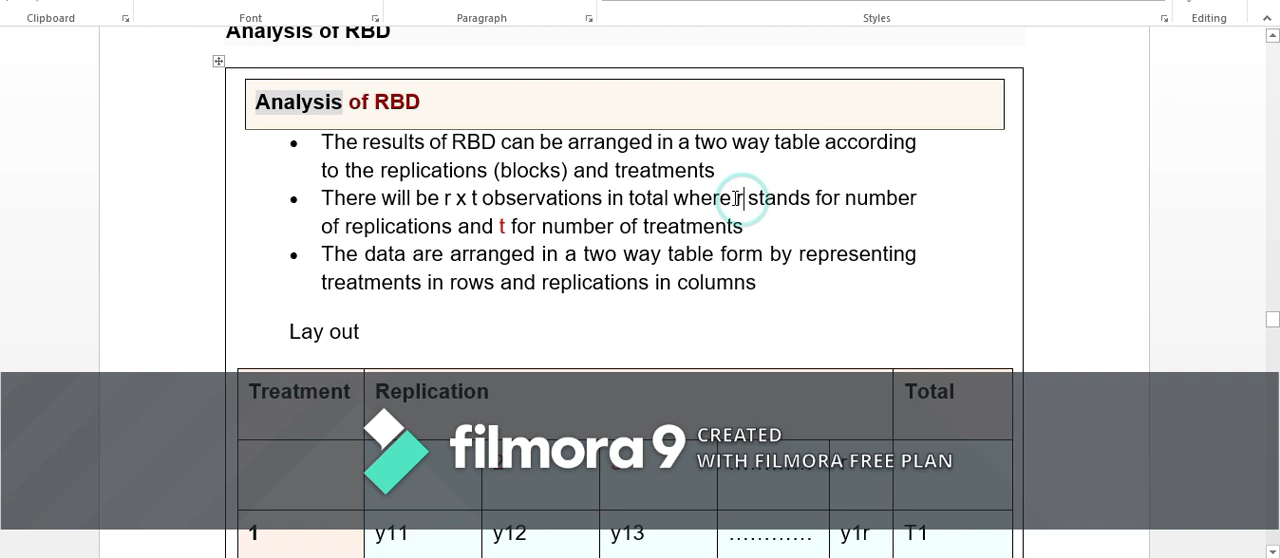 Clipboard
Font
Paragraph
Styles
Editing
Analysis of RBD
Analysis of RBD
• The results of RBD can be arranged in a two way table according
to the replications (blocks) and treatments
• There will be r x t observations in total where r stands for number
of replications and t for number of treatments
• The data are arranged in a two way table form by representing
treatments in rows and replications in columns
Lay out
Treatment Replication Total
filmora9 CREATED
WITH FILMORA FREE PLAN
1 y11 y12 y13 ............ y1r T1